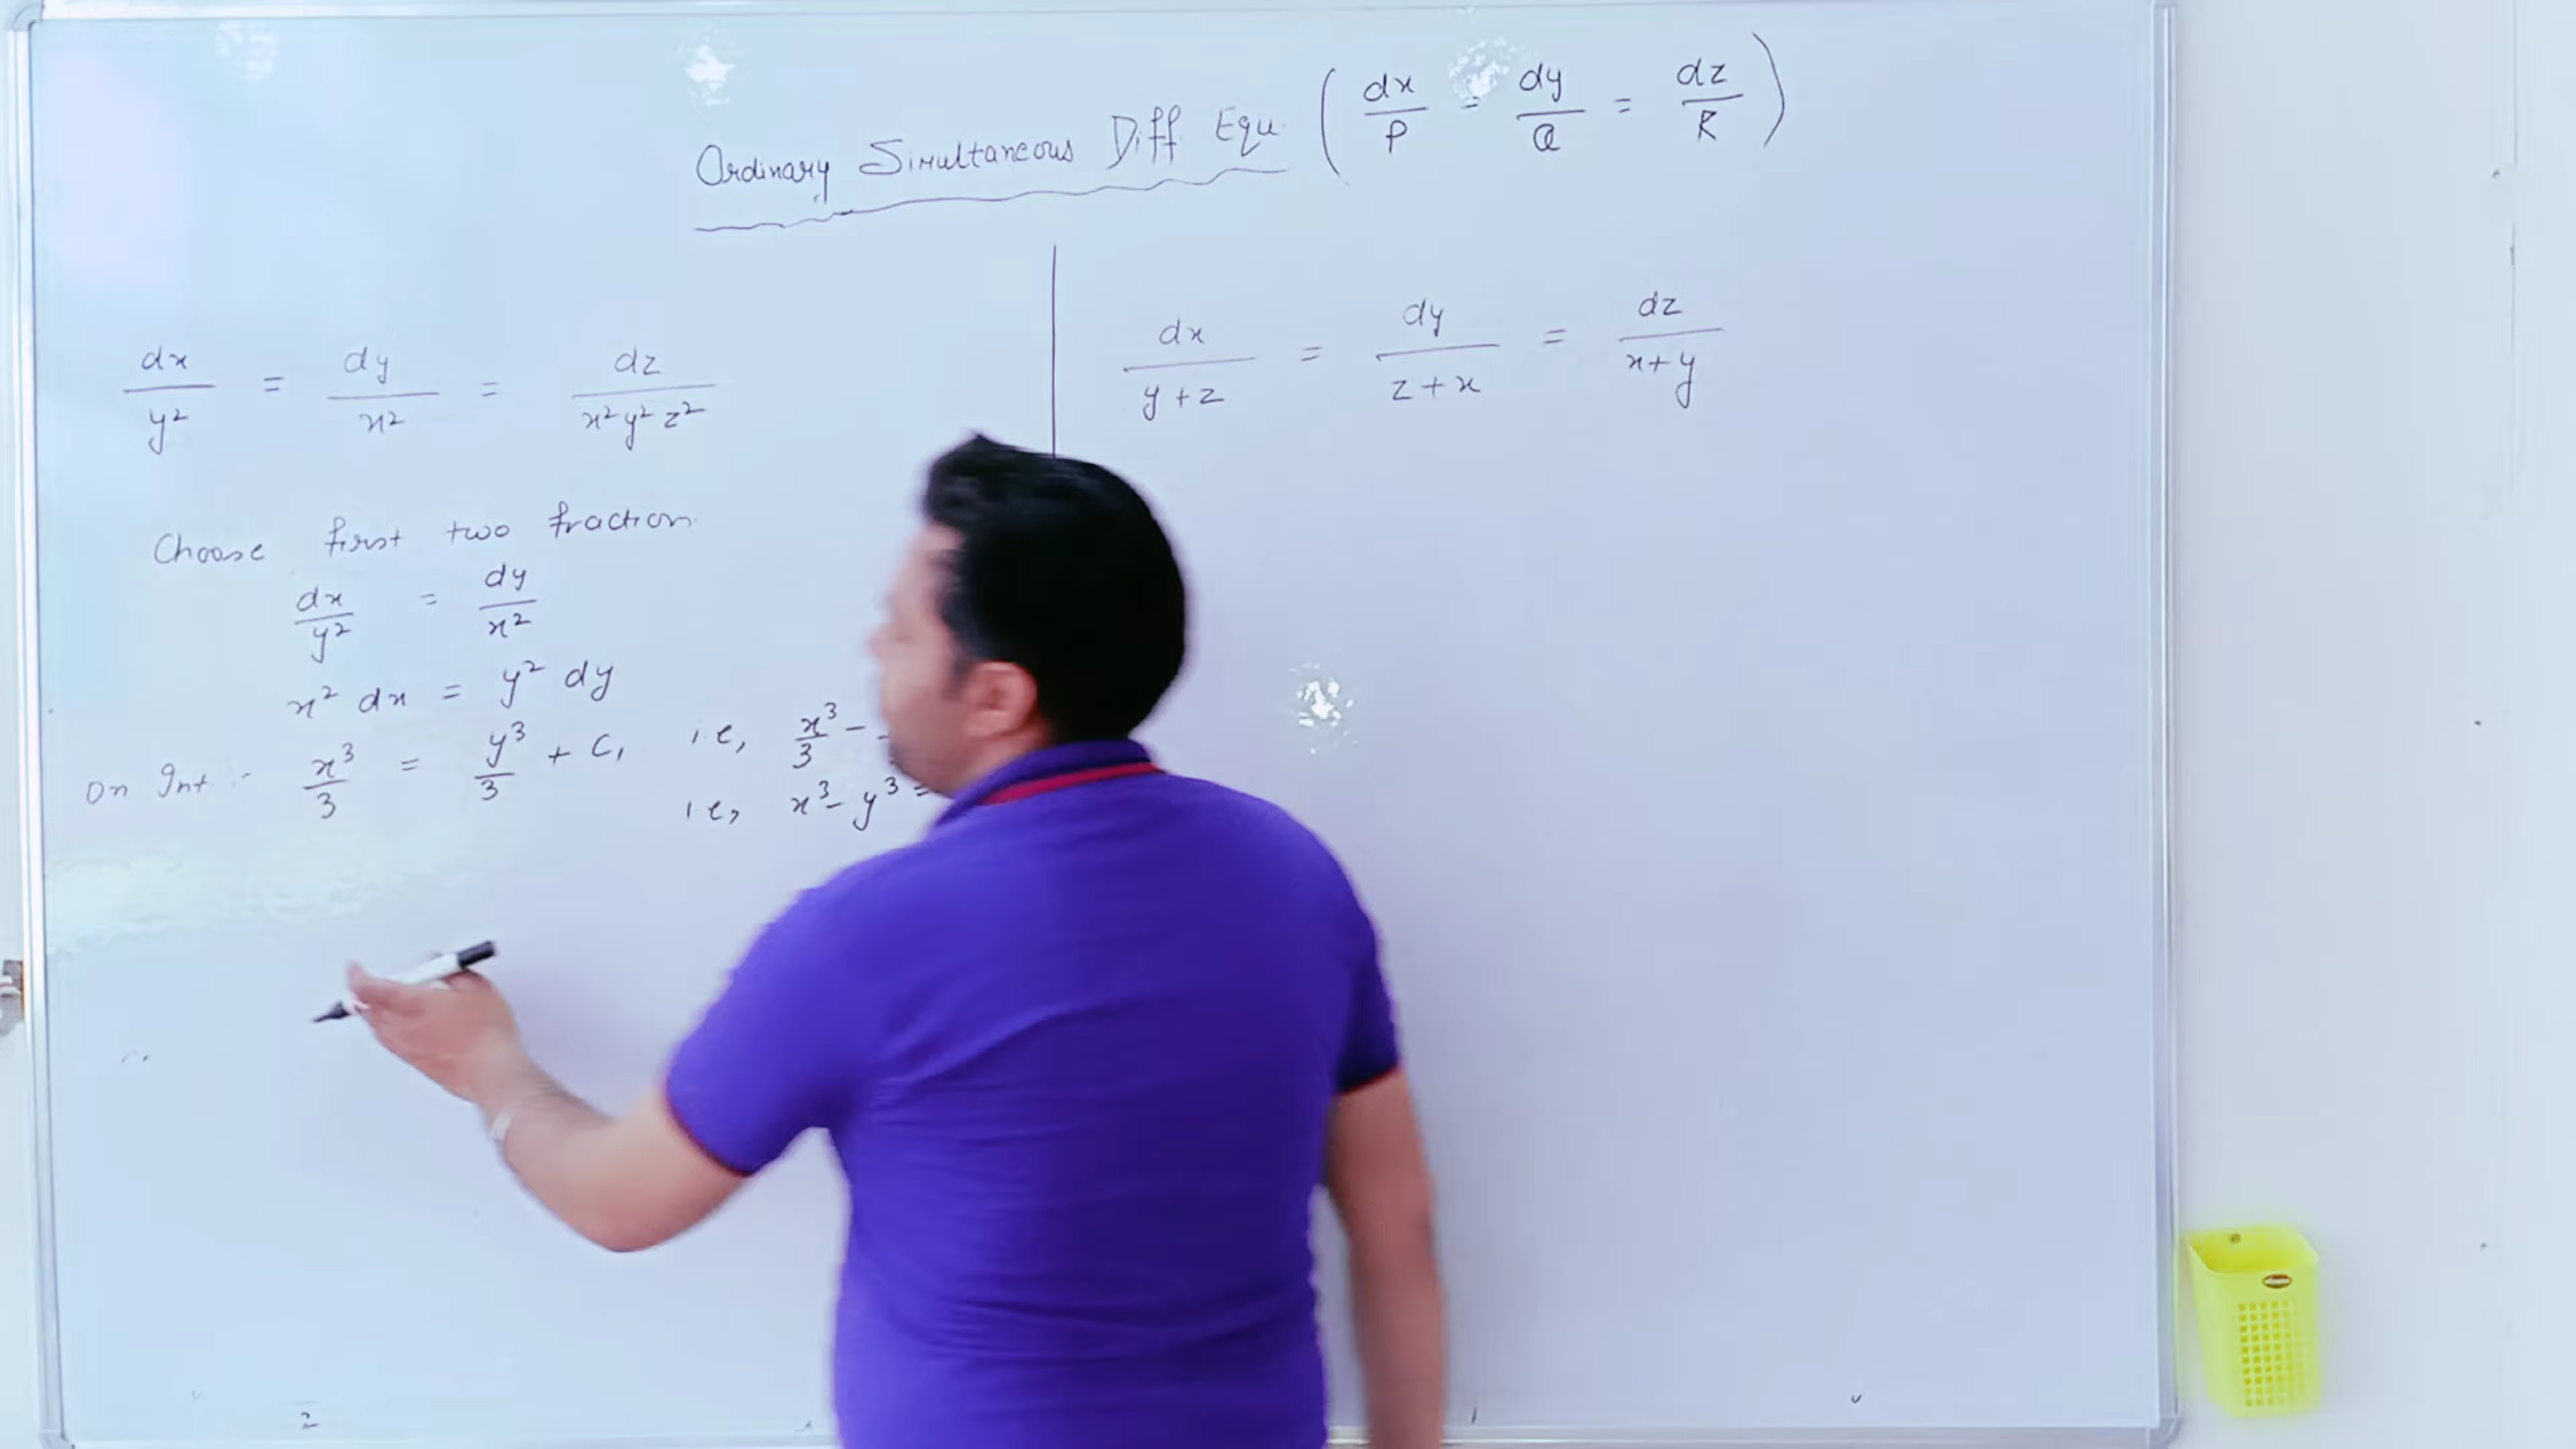 Ordinary Simultaneous Diff Equ. ( dx/P = dy/Q = dz/R )
dx/y² = dy/x² = dz/x²y²z²
Choose first two fraction.
dx/y² = dy/x²
x² dx = y² dy
On Int :- x³/3 = y³/3 + C₁ i.e, x³/3 -
i.e, x³ - y³ =
dx/y+z = dy/z+x = dz/x+y